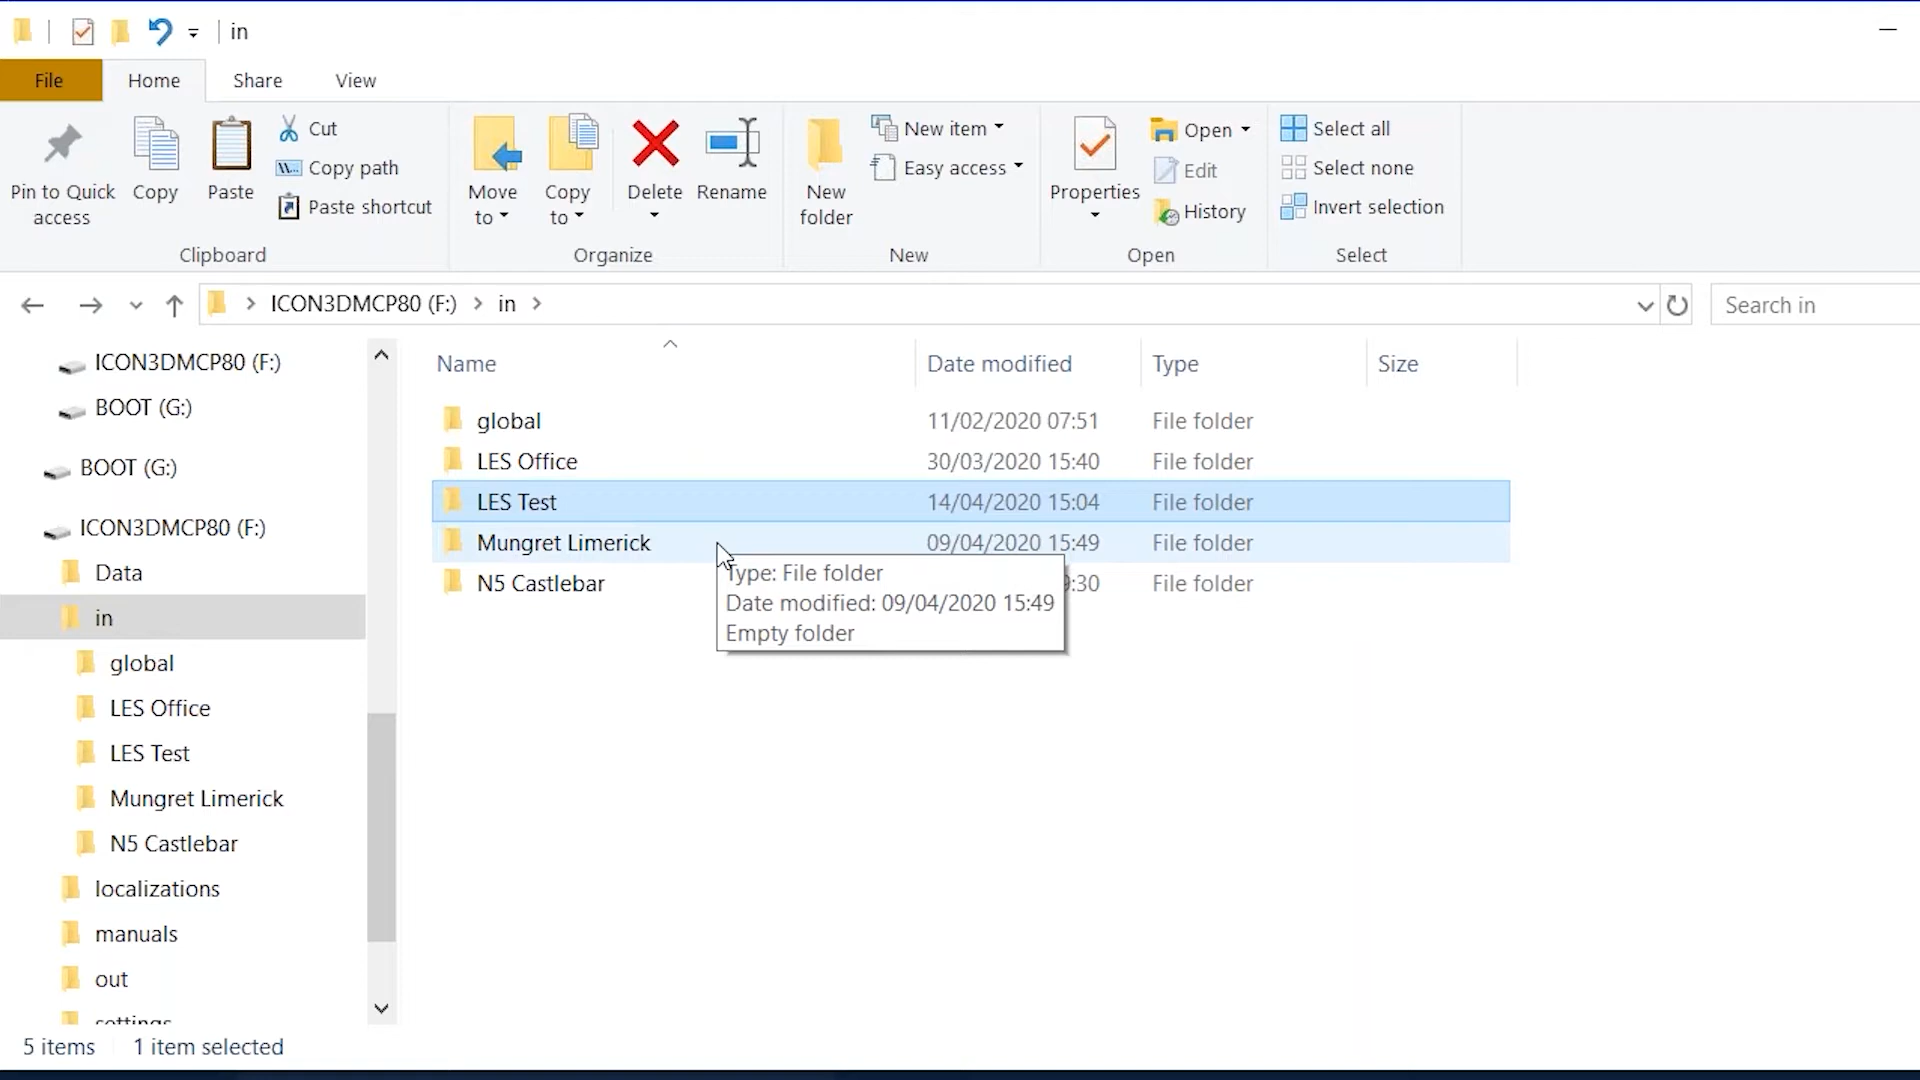 in
File Home Share View
Pin to Quick access
Copy
Paste
Cut
Copy path
Paste shortcut
Clipboard
Move to
Copy to
Delete
Rename
Organize
New folder
New item
Easy access
New
Properties
Open
Edit
History
Open
Select all
Select none
Invert selection
Select
ICON3DMCP80 (F:) in
Search in
ICON3DMCP80 (F:)
BOOT (G:)
BOOT (G:)
ICON3DMCP80 (F:)
Data
in
global
LES Office
LES Test
Mungret Limerick
N5 Castlebar
localizations
manuals
out
settings
Name Date modified Type Size
global 11/02/2020 07:51 File folder
LES Office 30/03/2020 15:40 File folder
LES Test 14/04/2020 15:04 File folder
Mungret Limerick 09/04/2020 15:49 File folder
N5 Castlebar :30 File folder
Type: File folder
Date modified: 09/04/2020 15:49
Empty folder
5 items 1 item selected